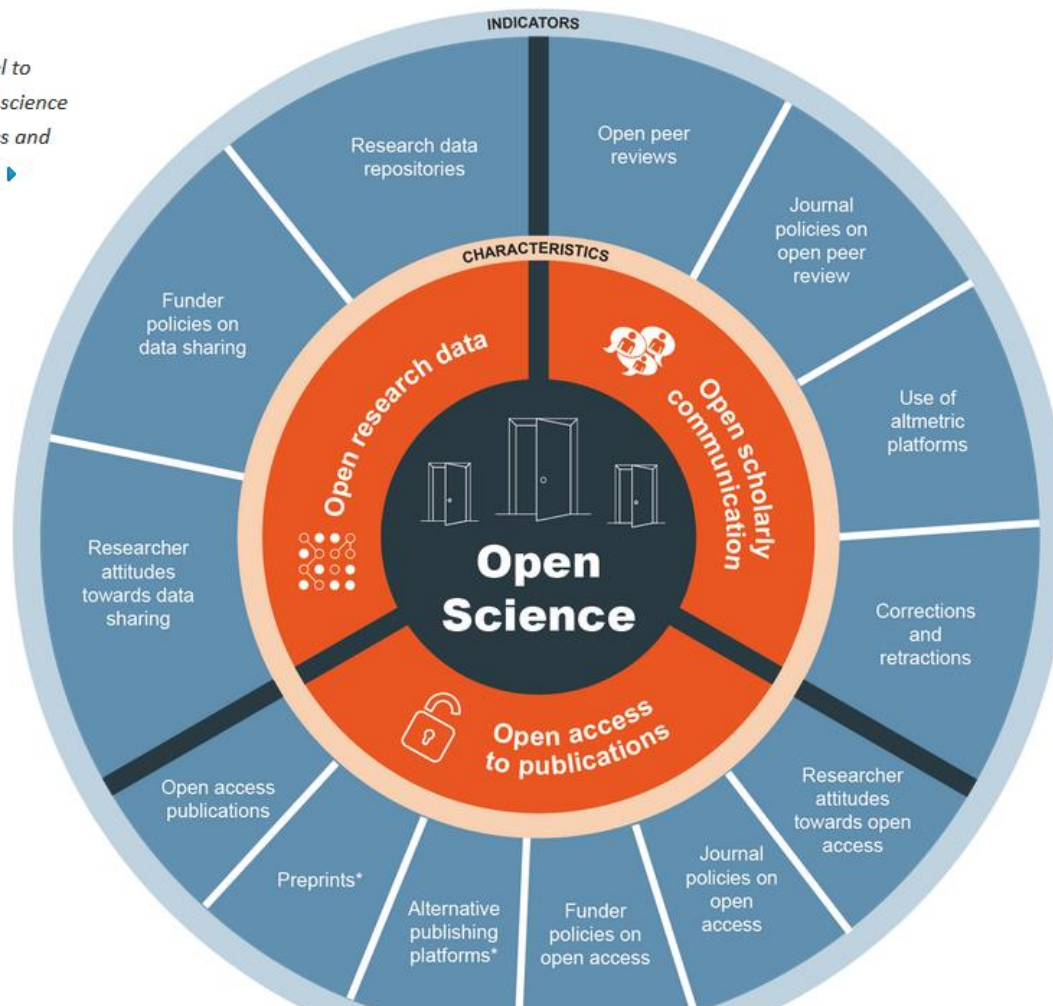 el to
science
s and
INDICATORS
Research data
repositories
Open peer
reviews
Journal
policies on
open peer
review
Funder
policies on
data sharing
CHARACTERISTICS
Open research data
Open scholarly
communication
Use of
altmetric
platforms
Researcher
attitudes
towards data
sharing
Open
Science
Corrections
and
retractions
Open access
to publications
Open access
publications
Preprints*
Alternative
publishing
platforms*
Funder
policies on
open access
Journal
policies on
open
access
Researcher
attitudes
towards open
access